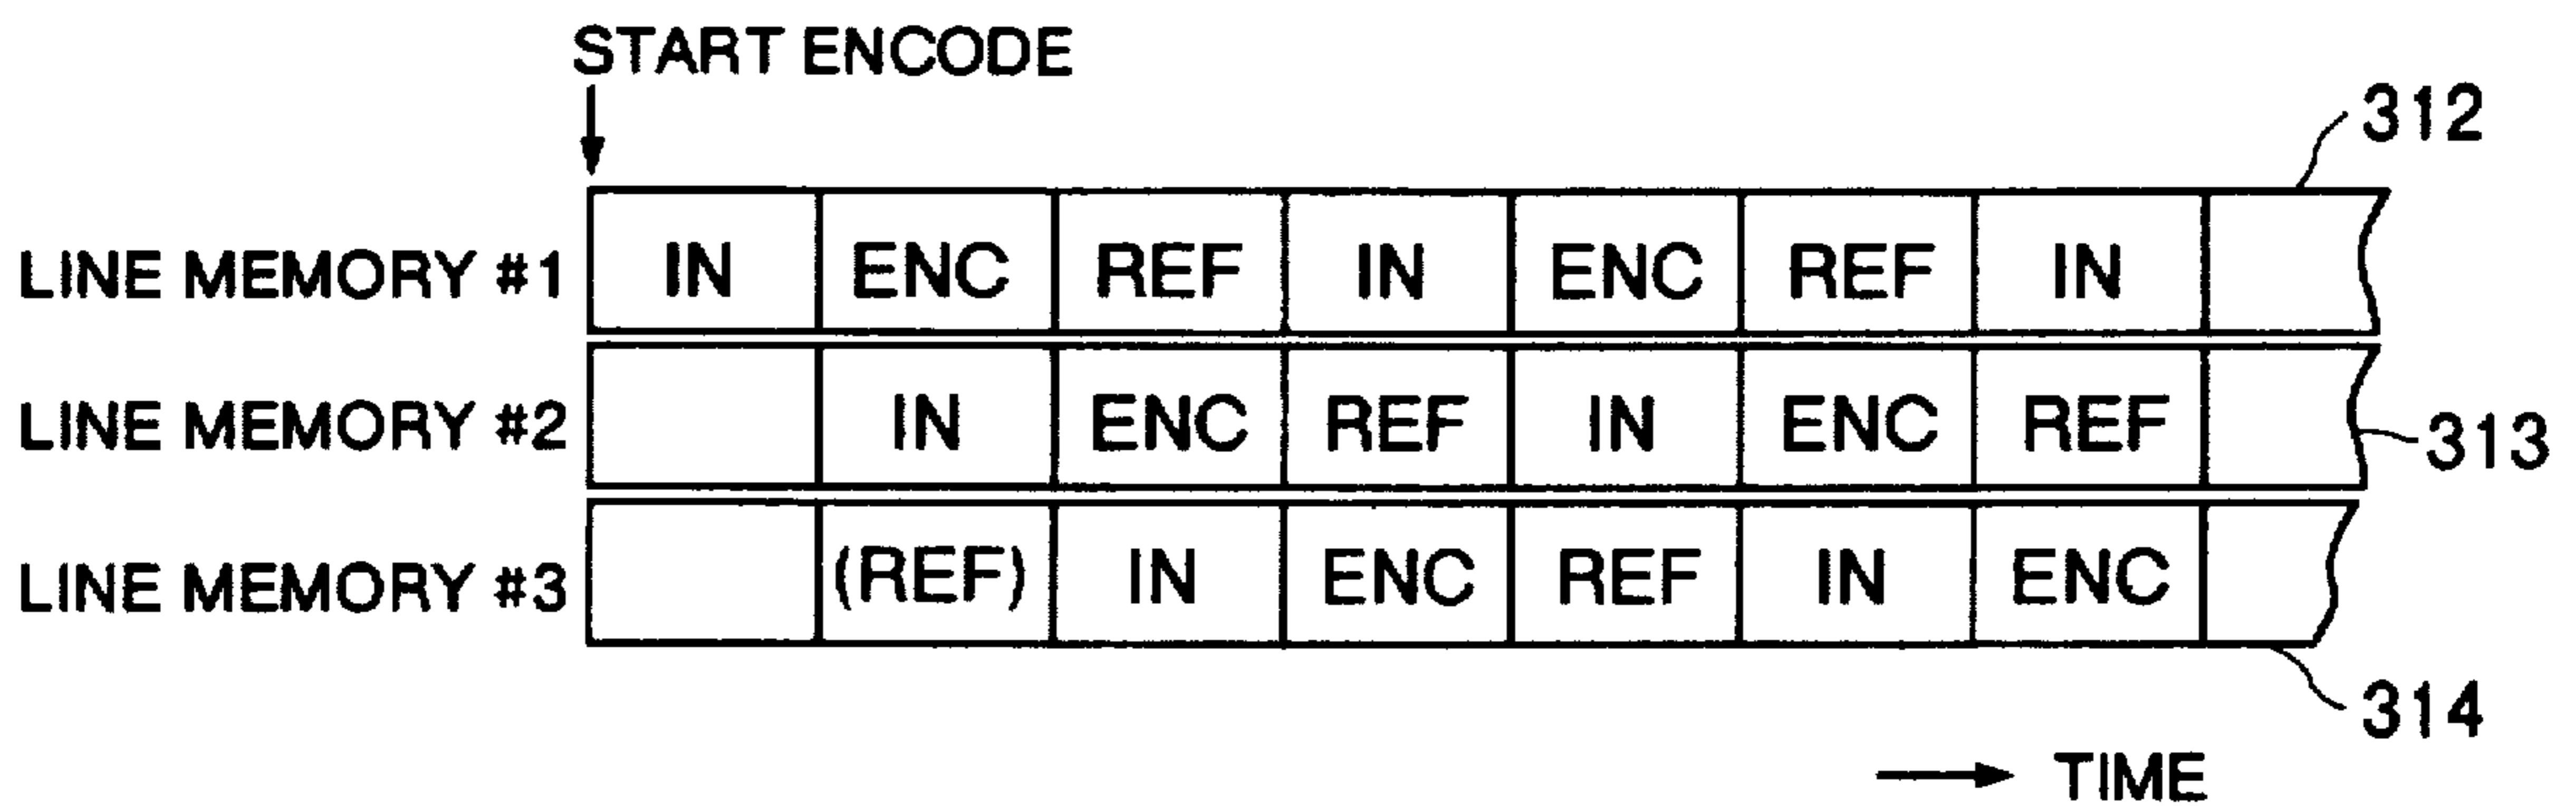 START ENCODE
312
LINE MEMORY #1 IN ENC REF IN ENC REF IN
LINE MEMORY #2 IN ENC REF IN ENC REF
313
LINE MEMORY #3 (REF) IN ENC REF IN ENC
314
TIME